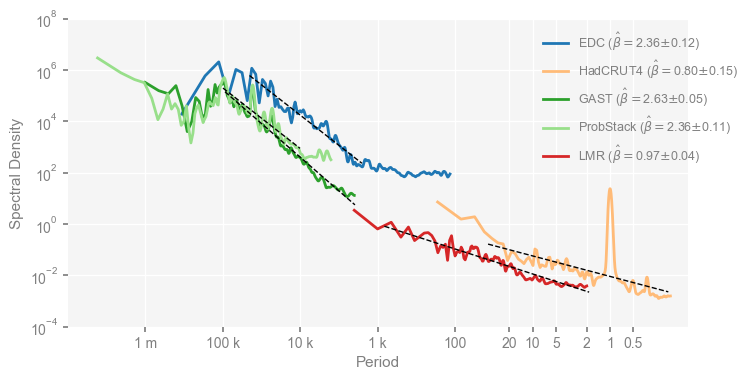 10^8
10^6
10^4
10^2
10^0
10^−2
10^−4
Spectral Density
EDC (β̂ = 2.36±0.12)
HadCRUT4 (β̂ = 0.80±0.15)
GAST (β̂ = 2.63±0.05)
ProbStack (β̂ = 2.36±0.11)
LMR (β̂ = 0.97±0.04)
1 m 100 k 10 k 1 k 100 20 10 5 2 1 0.5
Period